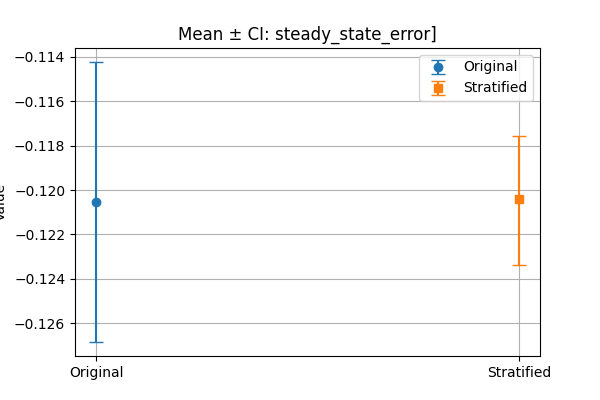 Mean ± CI: steady_state_error]
Original
Stratified
−0.114
−0.116
−0.118
−0.120
−0.122
−0.124
−0.126
Original
Stratified